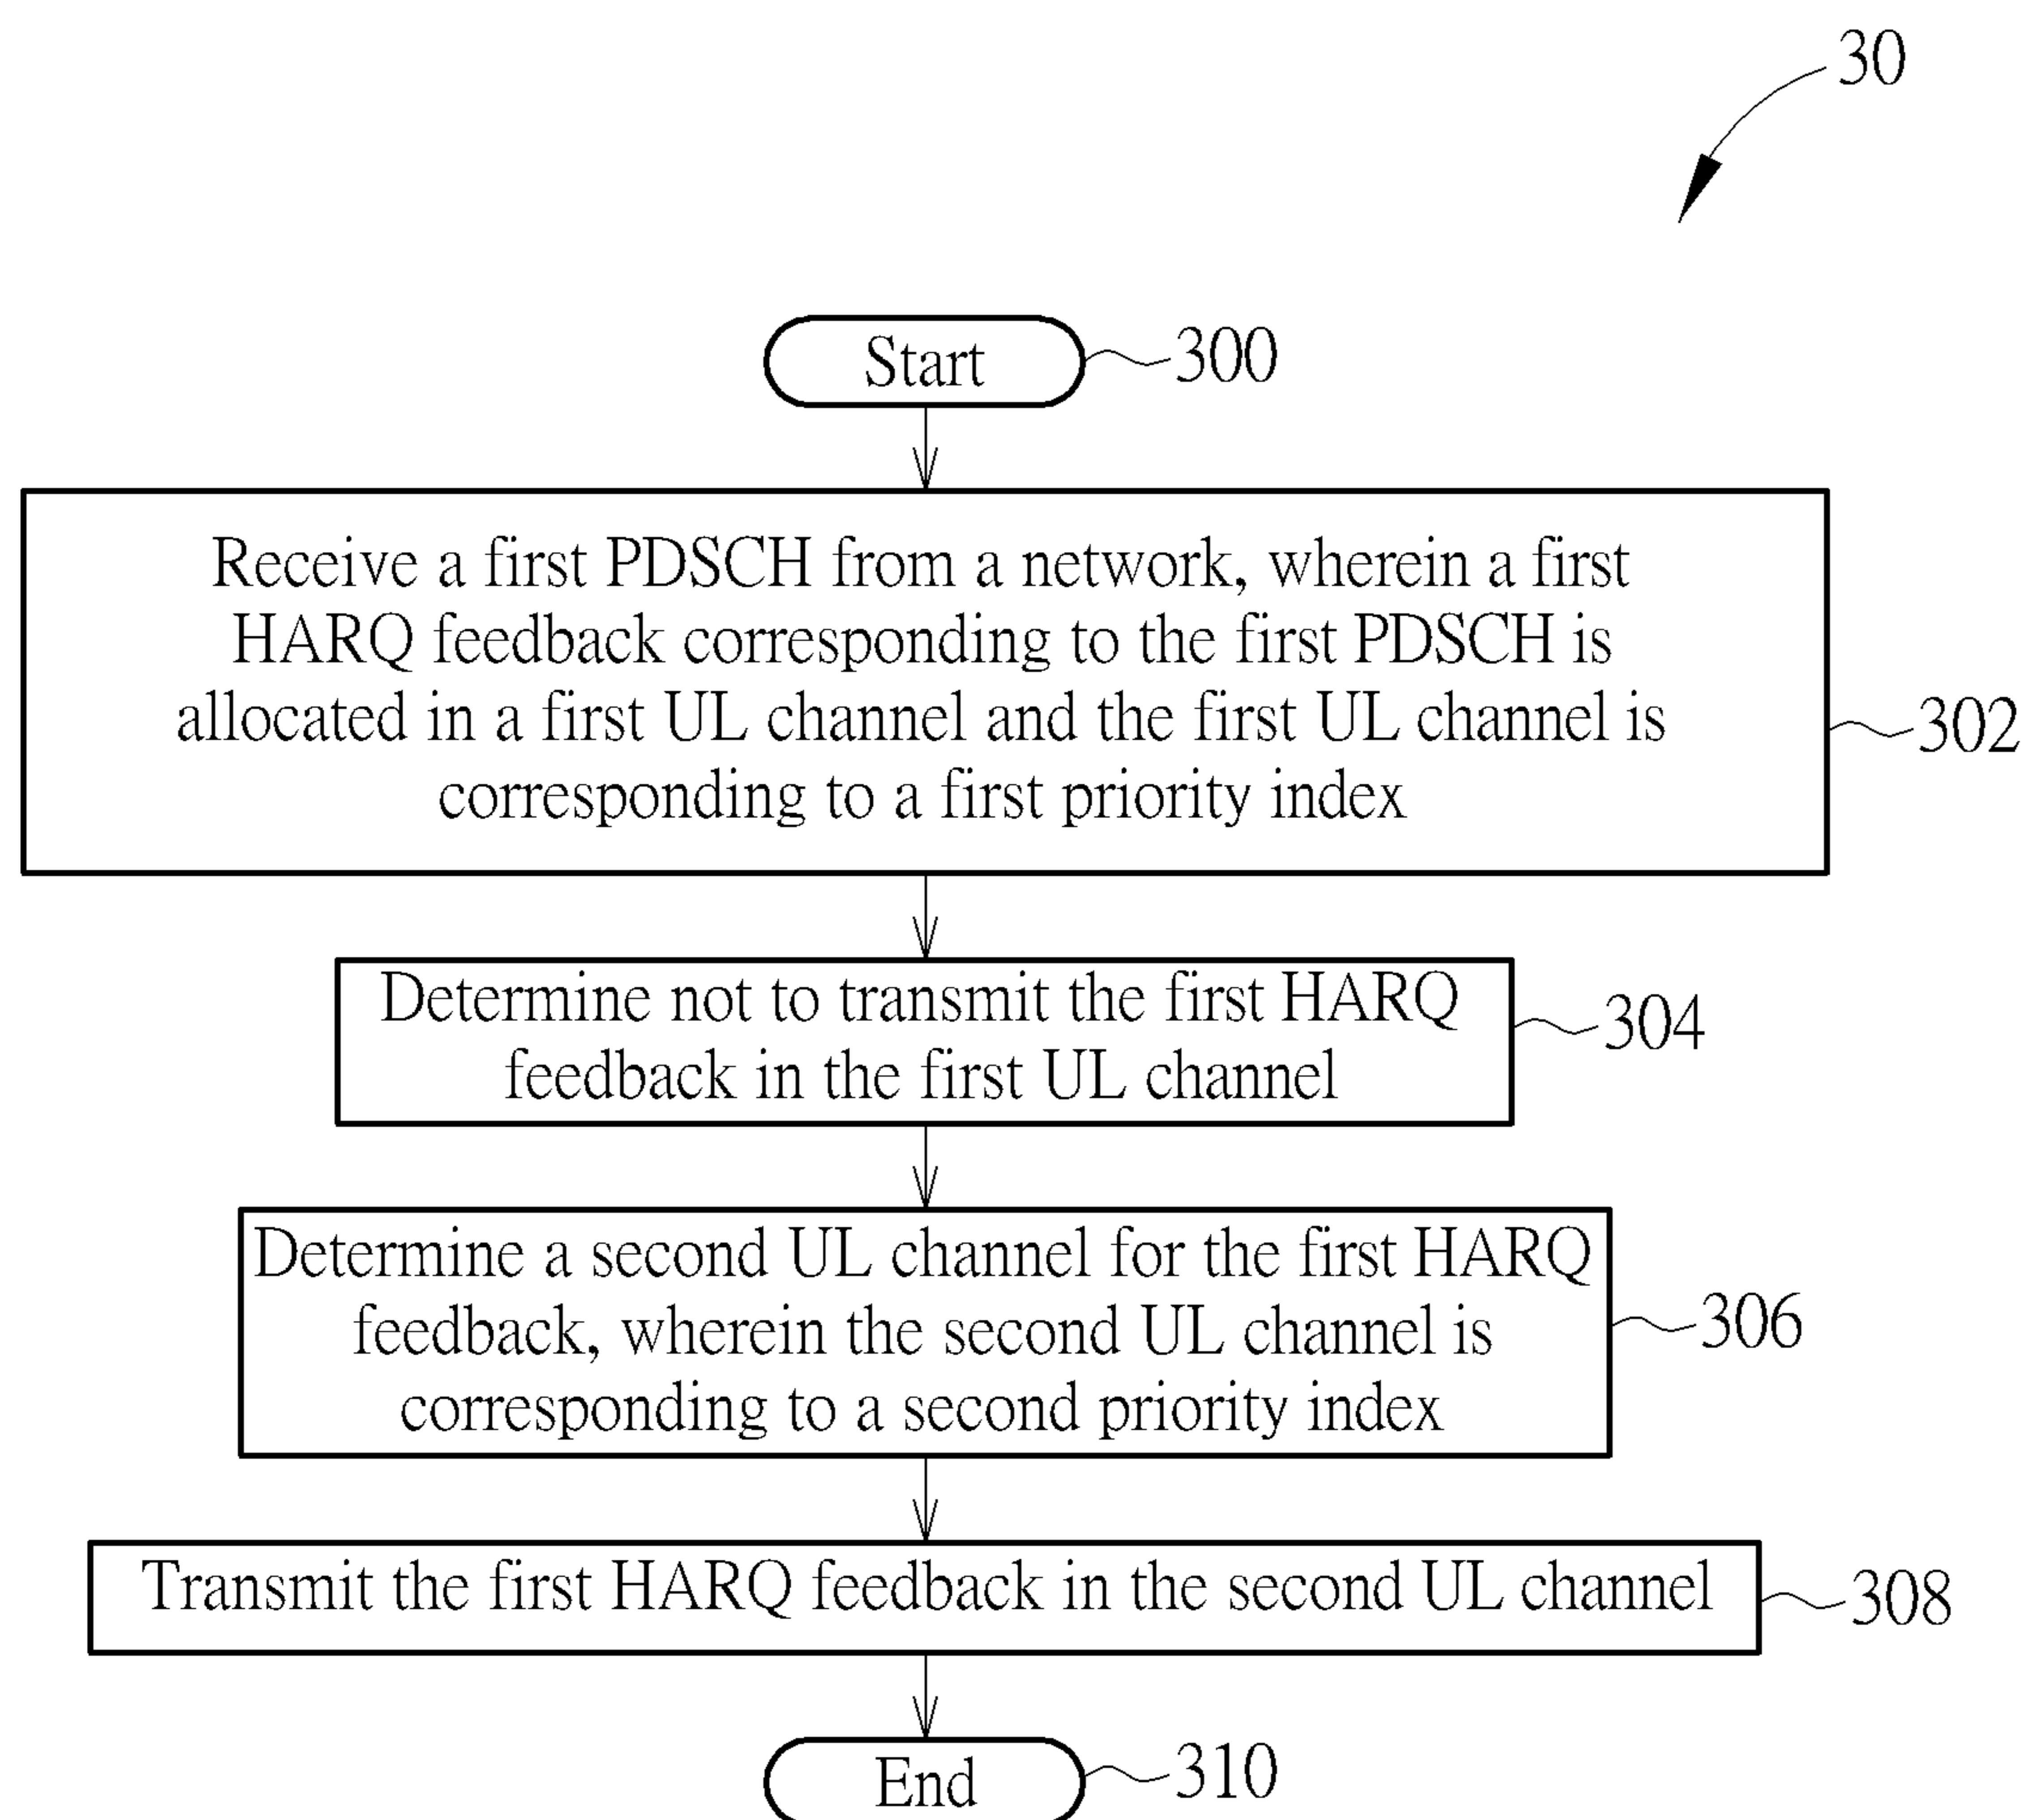 30
Start
300
Receive a first PDSCH from a network, wherein a first
HARQ feedback corresponding to the first PDSCH is
allocated in a first UL channel and the first UL channel is
corresponding to a first priority index
302
Determine not to transmit the first HARQ
feedback in the first UL channel
304
Determine a second UL channel for the first HARQ
feedback, wherein the second UL channel is
corresponding to a second priority index
306
Transmit the first HARQ feedback in the second UL channel
308
End
310